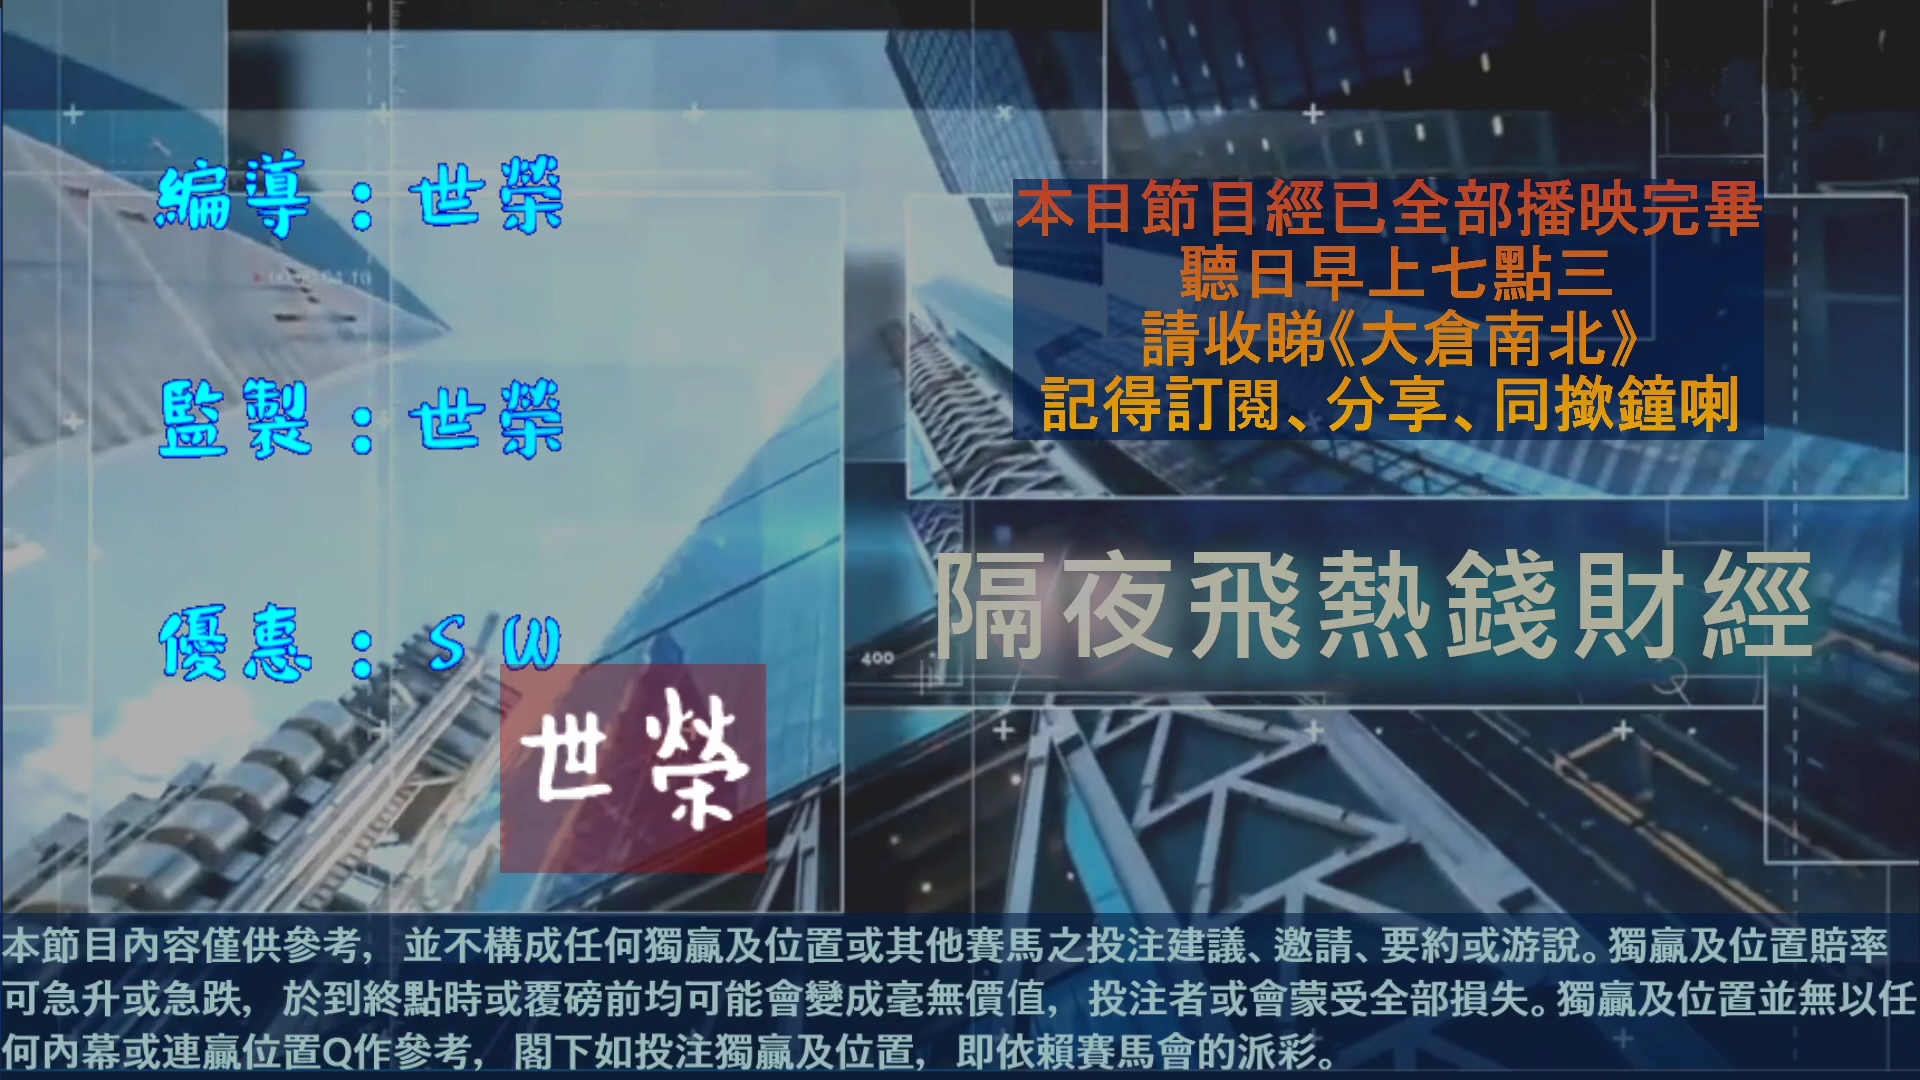 編導：世榮
監製：世榮
優惠：SW
世榮
本日節目經已全部播映完畢
聽日早上七點三
請收睇《大倉南北》
記得訂閱、分享、同撳鐘喇
隔夜飛熱錢財經
400
本節目內容僅供參考，並不構成任何獨贏及位置或其他賽馬之投注建議、邀請、要約或游說。獨贏及位置賠率
可急升或急跌，於到終點時或覆磅前均可能會變成毫無價值，投注者或會蒙受全部損失。獨贏及位置並無以任
何內幕或連贏位置Q作參考，閣下如投注獨贏及位置，即依賴賽馬會的派彩。